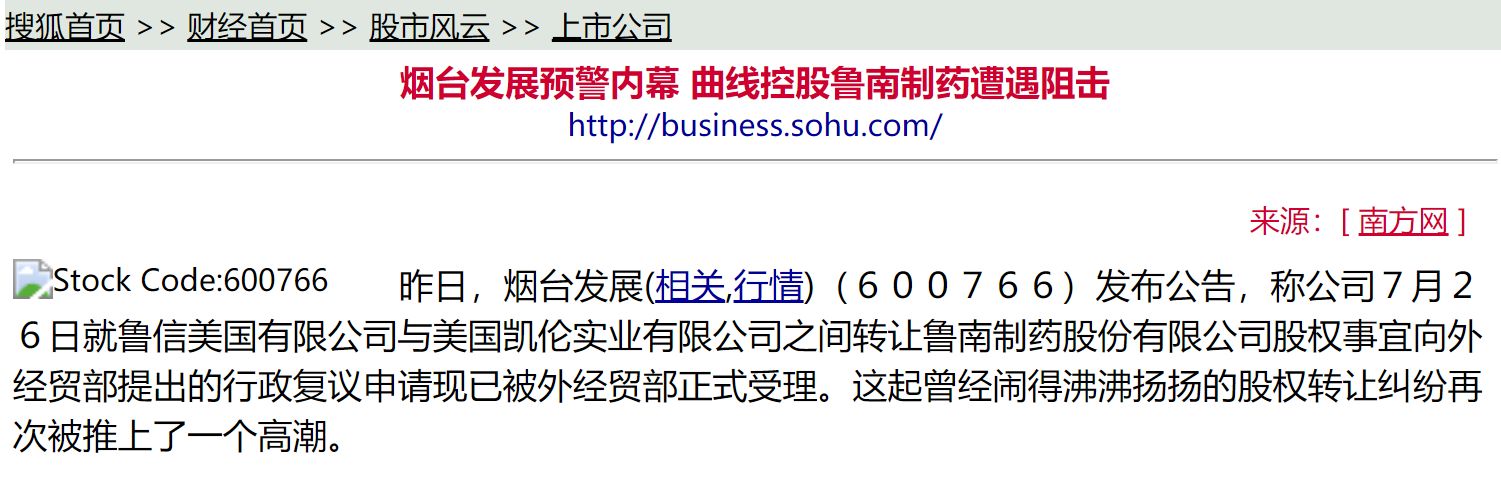 搜狐首页 >> 财经首页 >> 股市风云 >> 上市公司
烟台发展预警内幕 曲线控股鲁南制药遭遇阻击
http://business.sohu.com/
来源：[ 南方网 ]
Stock Code:600766 昨日，烟台发展(相关,行情)（６００７６６）发布公告，称公司７月２
６日就鲁信美国有限公司与美国凯伦实业有限公司之间转让鲁南制药股份有限公司股权事宜向外
经贸部提出的行政复议申请现已被外经贸部正式受理。这起曾经闹得沸沸扬扬的股权转让纠纷再
次被推上了一个高潮。